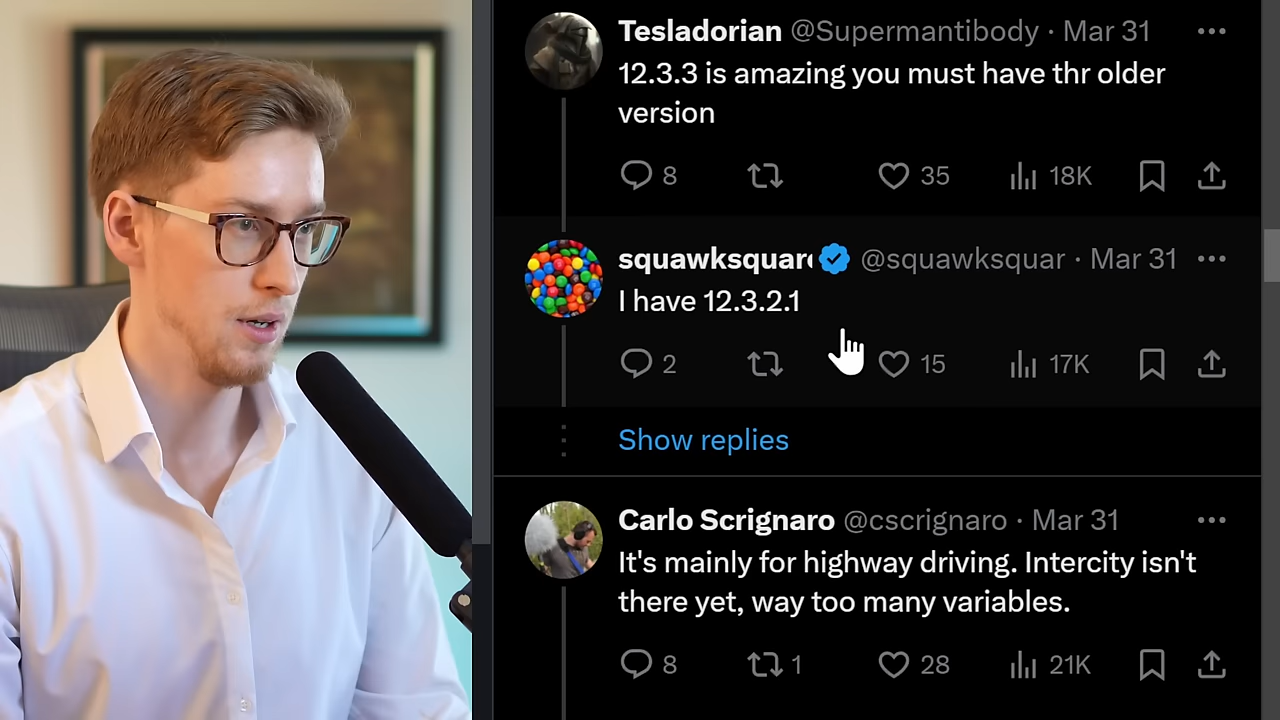 Tesladorian @Supermantibody · Mar 31
12.3.3 is amazing you must have thr older
version
8 35 18K
squawksquar @squawksquar · Mar 31
I have 12.3.2.1
2 15 17K
Show replies
Carlo Scrignaro @cscrignaro · Mar 31
It's mainly for highway driving. Intercity isn't
there yet, way too many variables.
8 1 28 21K